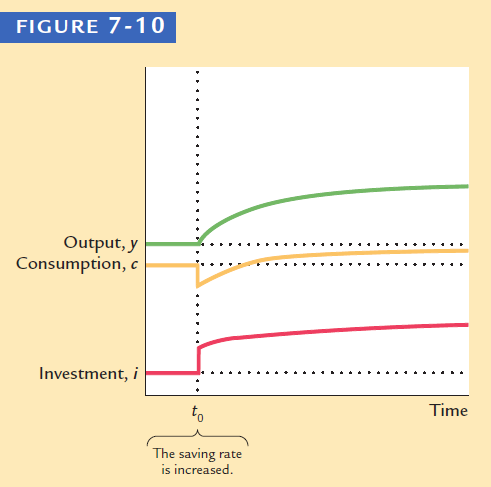 FIGURE 7-10
Output, y
Consumption, c
Investment, i
t0
Time
The saving rate
is increased.